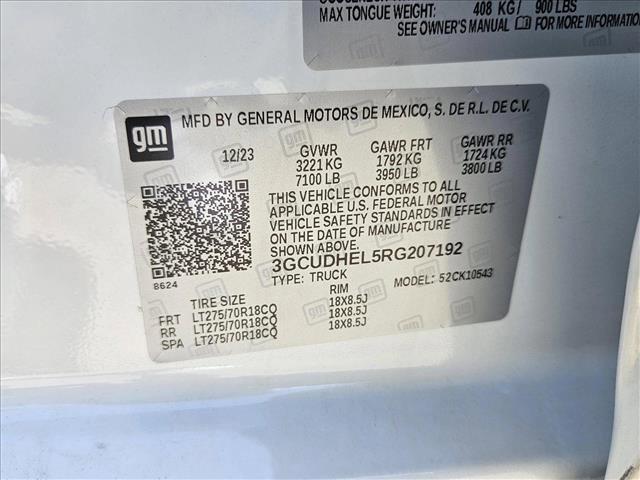 MAX TONGUE WEIGHT: 408 KG/ 900 LBS
SEE OWNER'S MANUAL FOR MORE INFORMATION
gm
MFD BY GENERAL MOTORS DE MEXICO, S. DE R.L. DE C.V.
12/23 GVWR GAWR FRT GAWR RR
3221 KG 1792 KG 1724 KG
7100 LB 3950 LB 3800 LB
THIS VEHICLE CONFORMS TO ALL
APPLICABLE U.S. FEDERAL MOTOR
VEHICLE SAFETY STANDARDS IN EFFECT
ON THE DATE OF MANUFACTURE
SHOWN ABOVE.
3GCUDHEL5RG207192
8624
TYPE: TRUCK MODEL: 52CK10543
TIRE SIZE RIM
FRT LT275/70R18CQ 18X8.5J
RR LT275/70R18CQ 18X8.5J
SPA LT275/70R18CQ 18X8.5J